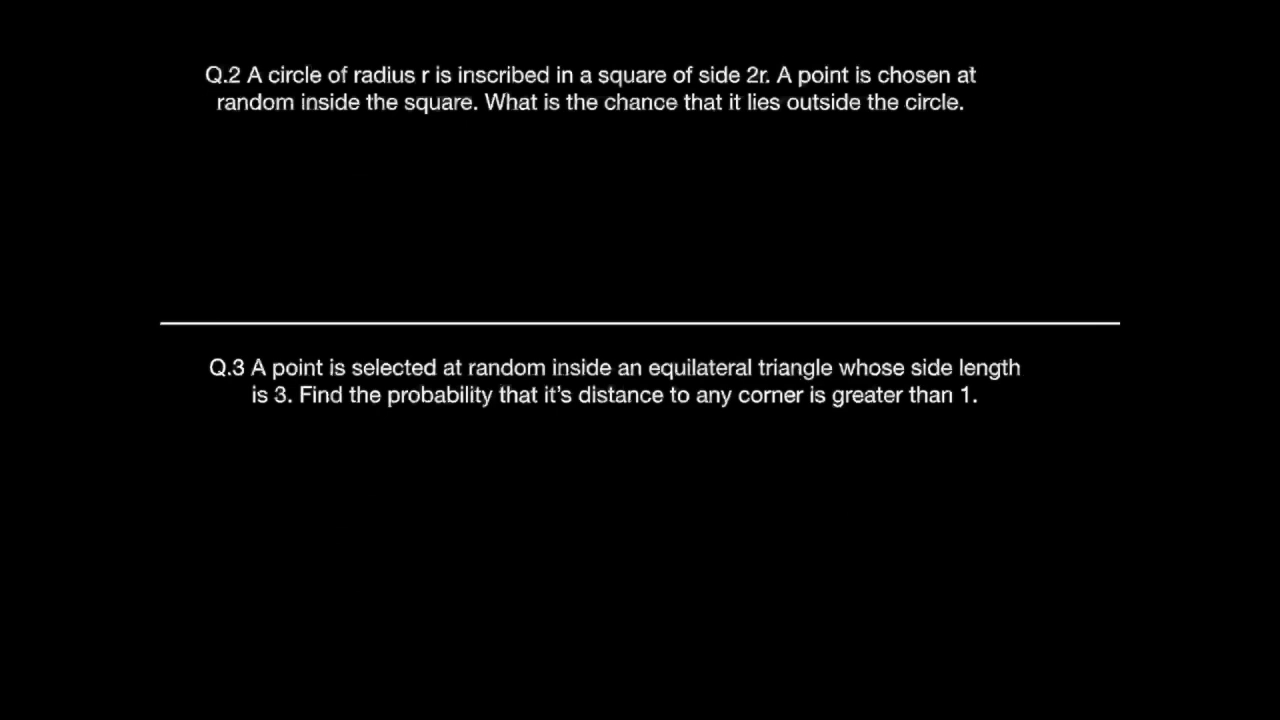 Q.2 A circle of radius r is inscribed in a square of side 2r. A point is chosen at
random inside the square. What is the chance that it lies outside the circle.
Q.3 A point is selected at random inside an equilateral triangle whose side length
is 3. Find the probability that it's distance to any corner is greater than 1.